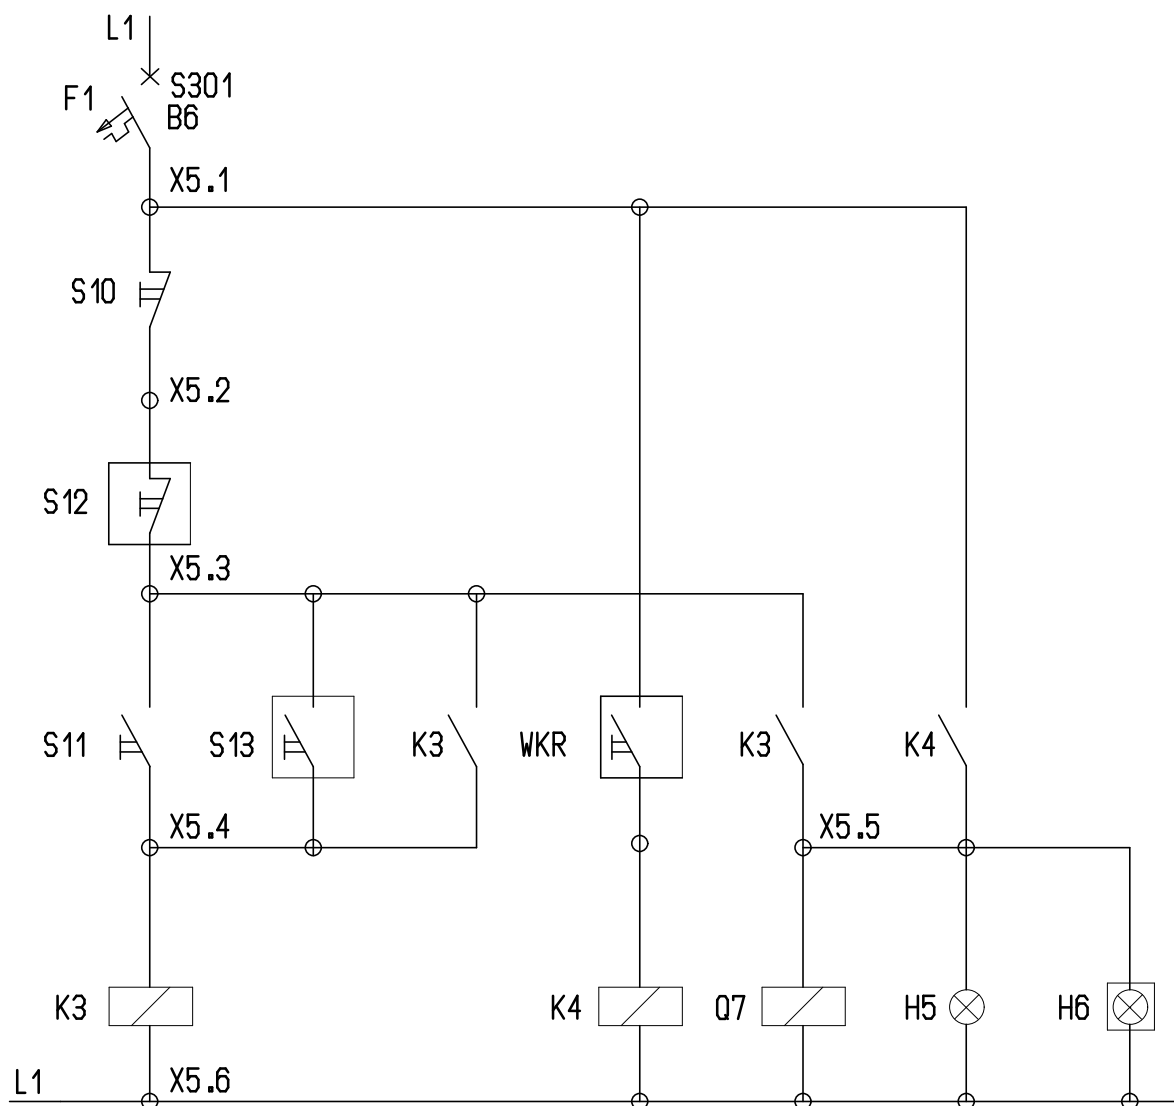 L1
S301
F1
B6
X5.1
S10
X5.2
S12
X5.3
S11
S13
K3
WKR
K3
K4
X5.4
X5.5
K3
K4
Q7
H5
H6
L1
X5.6